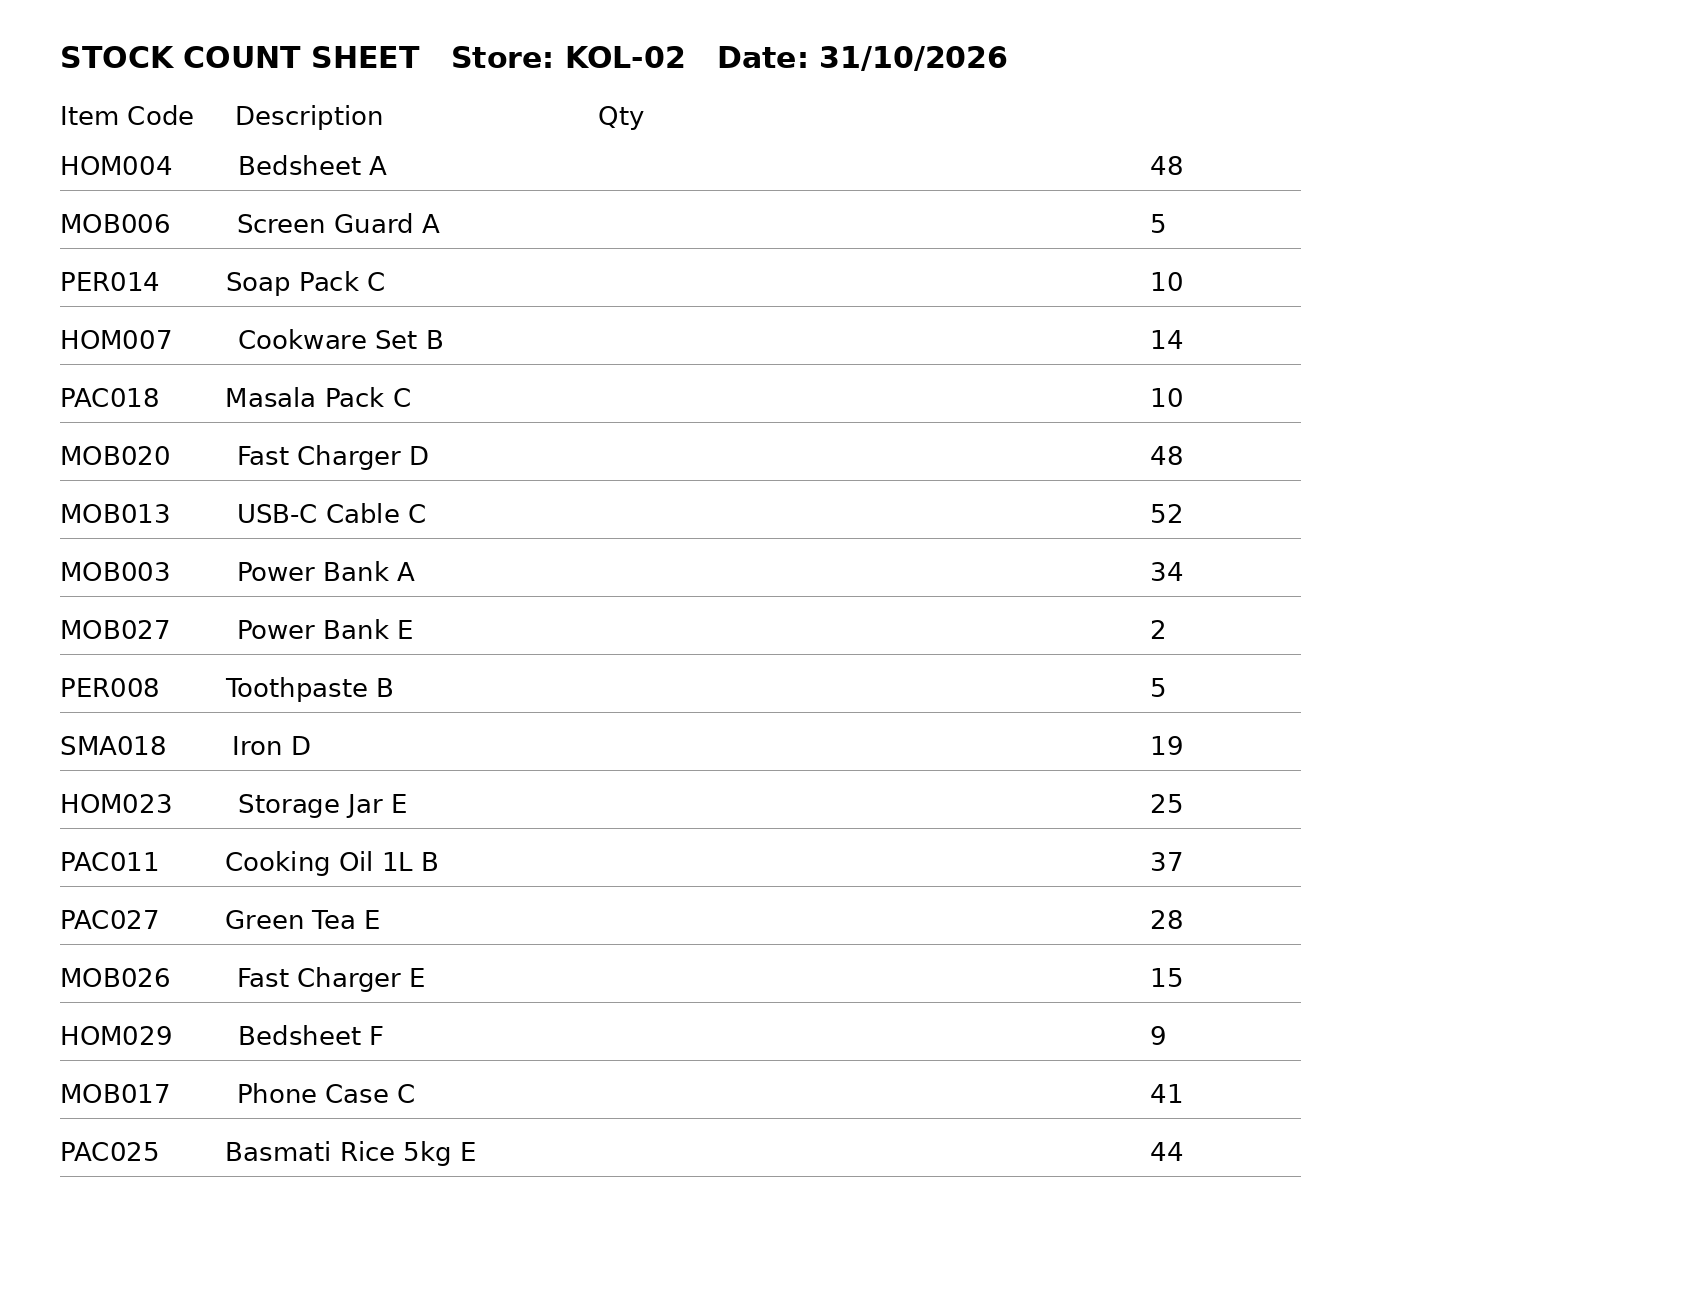 STOCK COUNT SHEET   Store: KOL-02   Date: 31/10/2026
Item Code   Description   Qty
HOM004   Bedsheet A   48
MOB006   Screen Guard A   5
PER014   Soap Pack C   10
HOM007   Cookware Set B   14
PAC018   Masala Pack C   10
MOB020   Fast Charger D   48
MOB013   USB-C Cable C   52
MOB003   Power Bank A   34
MOB027   Power Bank E   2
PER008   Toothpaste B   5
SMA018   Iron D   19
HOM023   Storage Jar E   25
PAC011   Cooking Oil 1L B   37
PAC027   Green Tea E   28
MOB026   Fast Charger E   15
HOM029   Bedsheet F   9
MOB017   Phone Case C   41
PAC025   Basmati Rice 5kg E   44